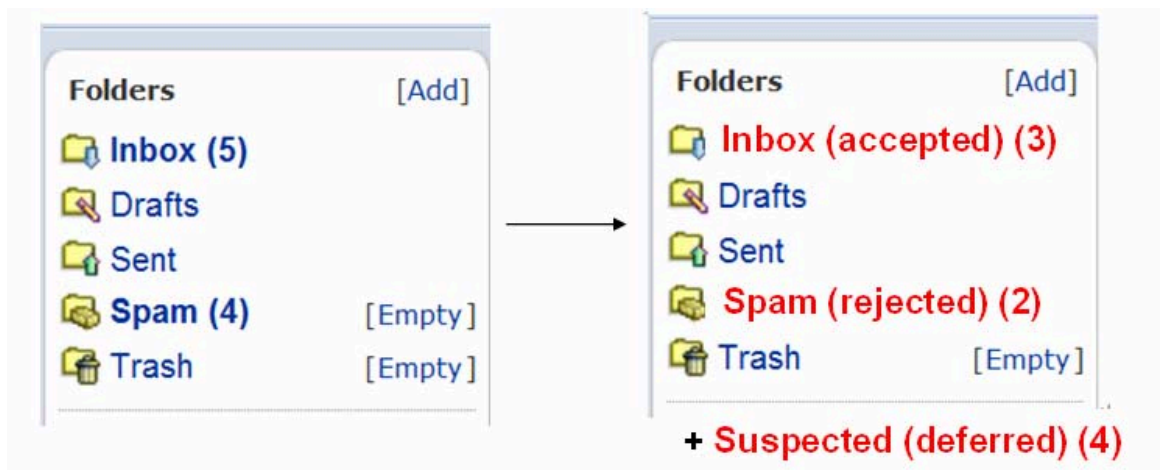 Folders [Add]
Inbox (5)
Drafts
Sent
Spam (4) [Empty]
Trash [Empty]
Folders [Add]
Inbox (accepted) (3)
Drafts
Sent
Spam (rejected) (2)
Trash [Empty]
+ Suspected (deferred) (4)